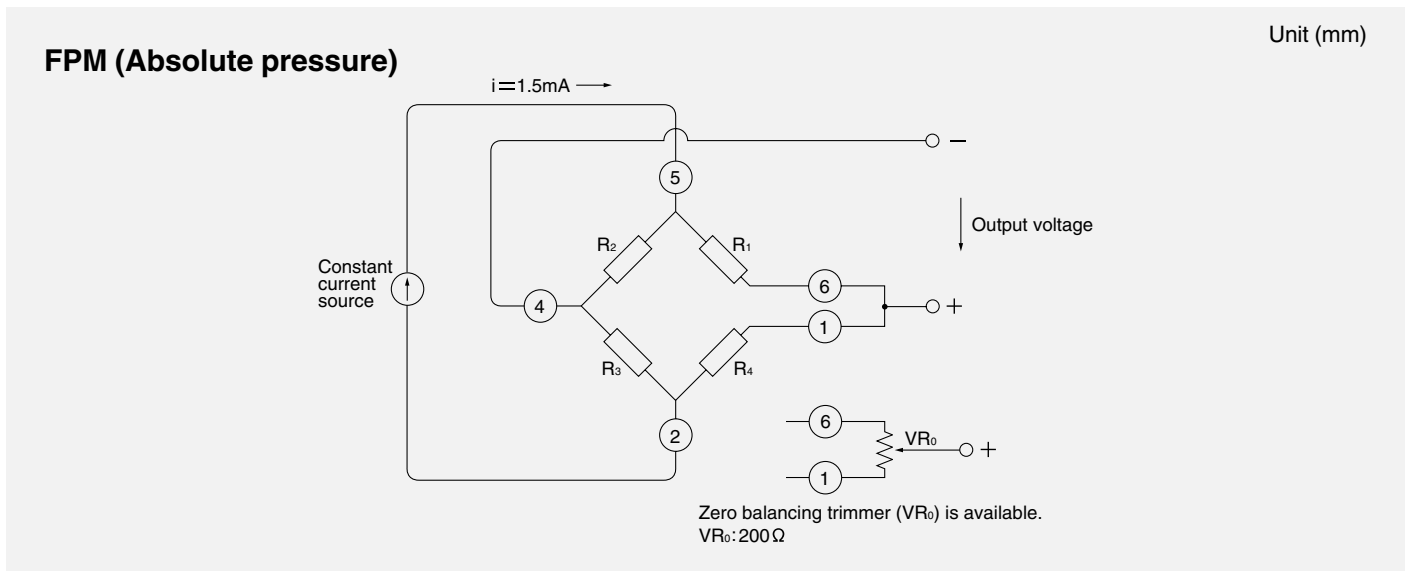 Unit (mm)
FPM (Absolute pressure)
i=1.5mA
−
5
Output voltage
R₂
R₁
Constant
current
source
6
4
+
1
R₃
R₄
6
2
VR₀
+
1
Zero balancing trimmer (VR₀) is available.
VR₀:200Ω